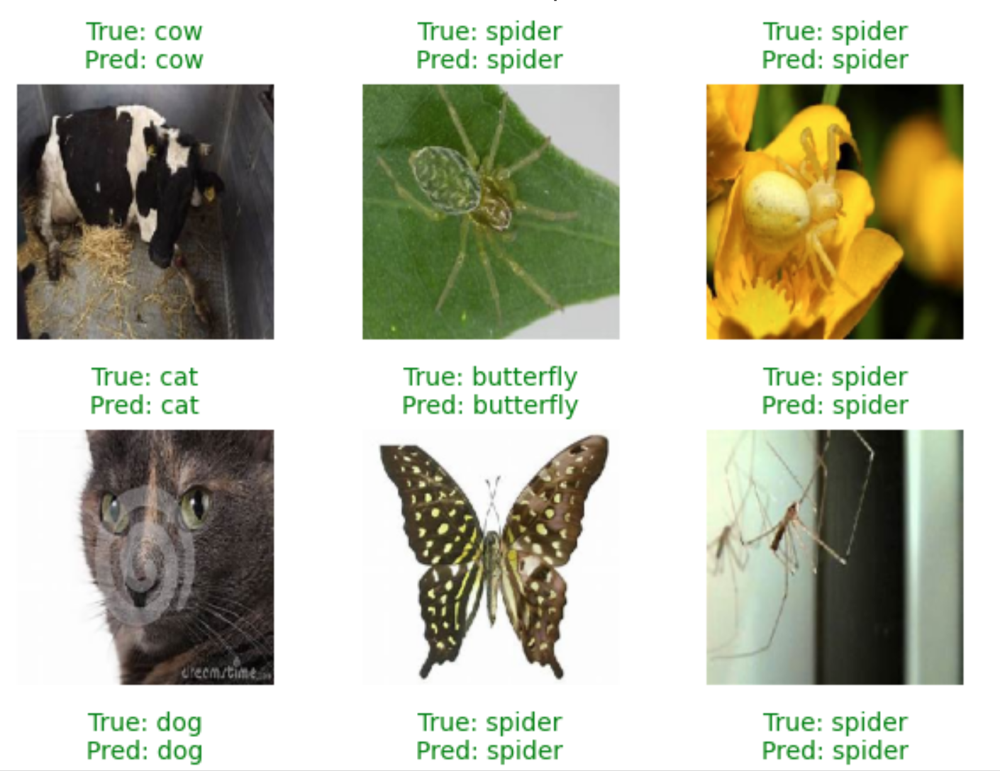 True: cow True: spider True: spider
Pred: cow Pred: spider Pred: spider
True: cat True: butterfly True: spider
Pred: cat Pred: butterfly Pred: spider
dreamstime
True: dog True: spider True: spider
Pred: dog Pred: spider Pred: spider